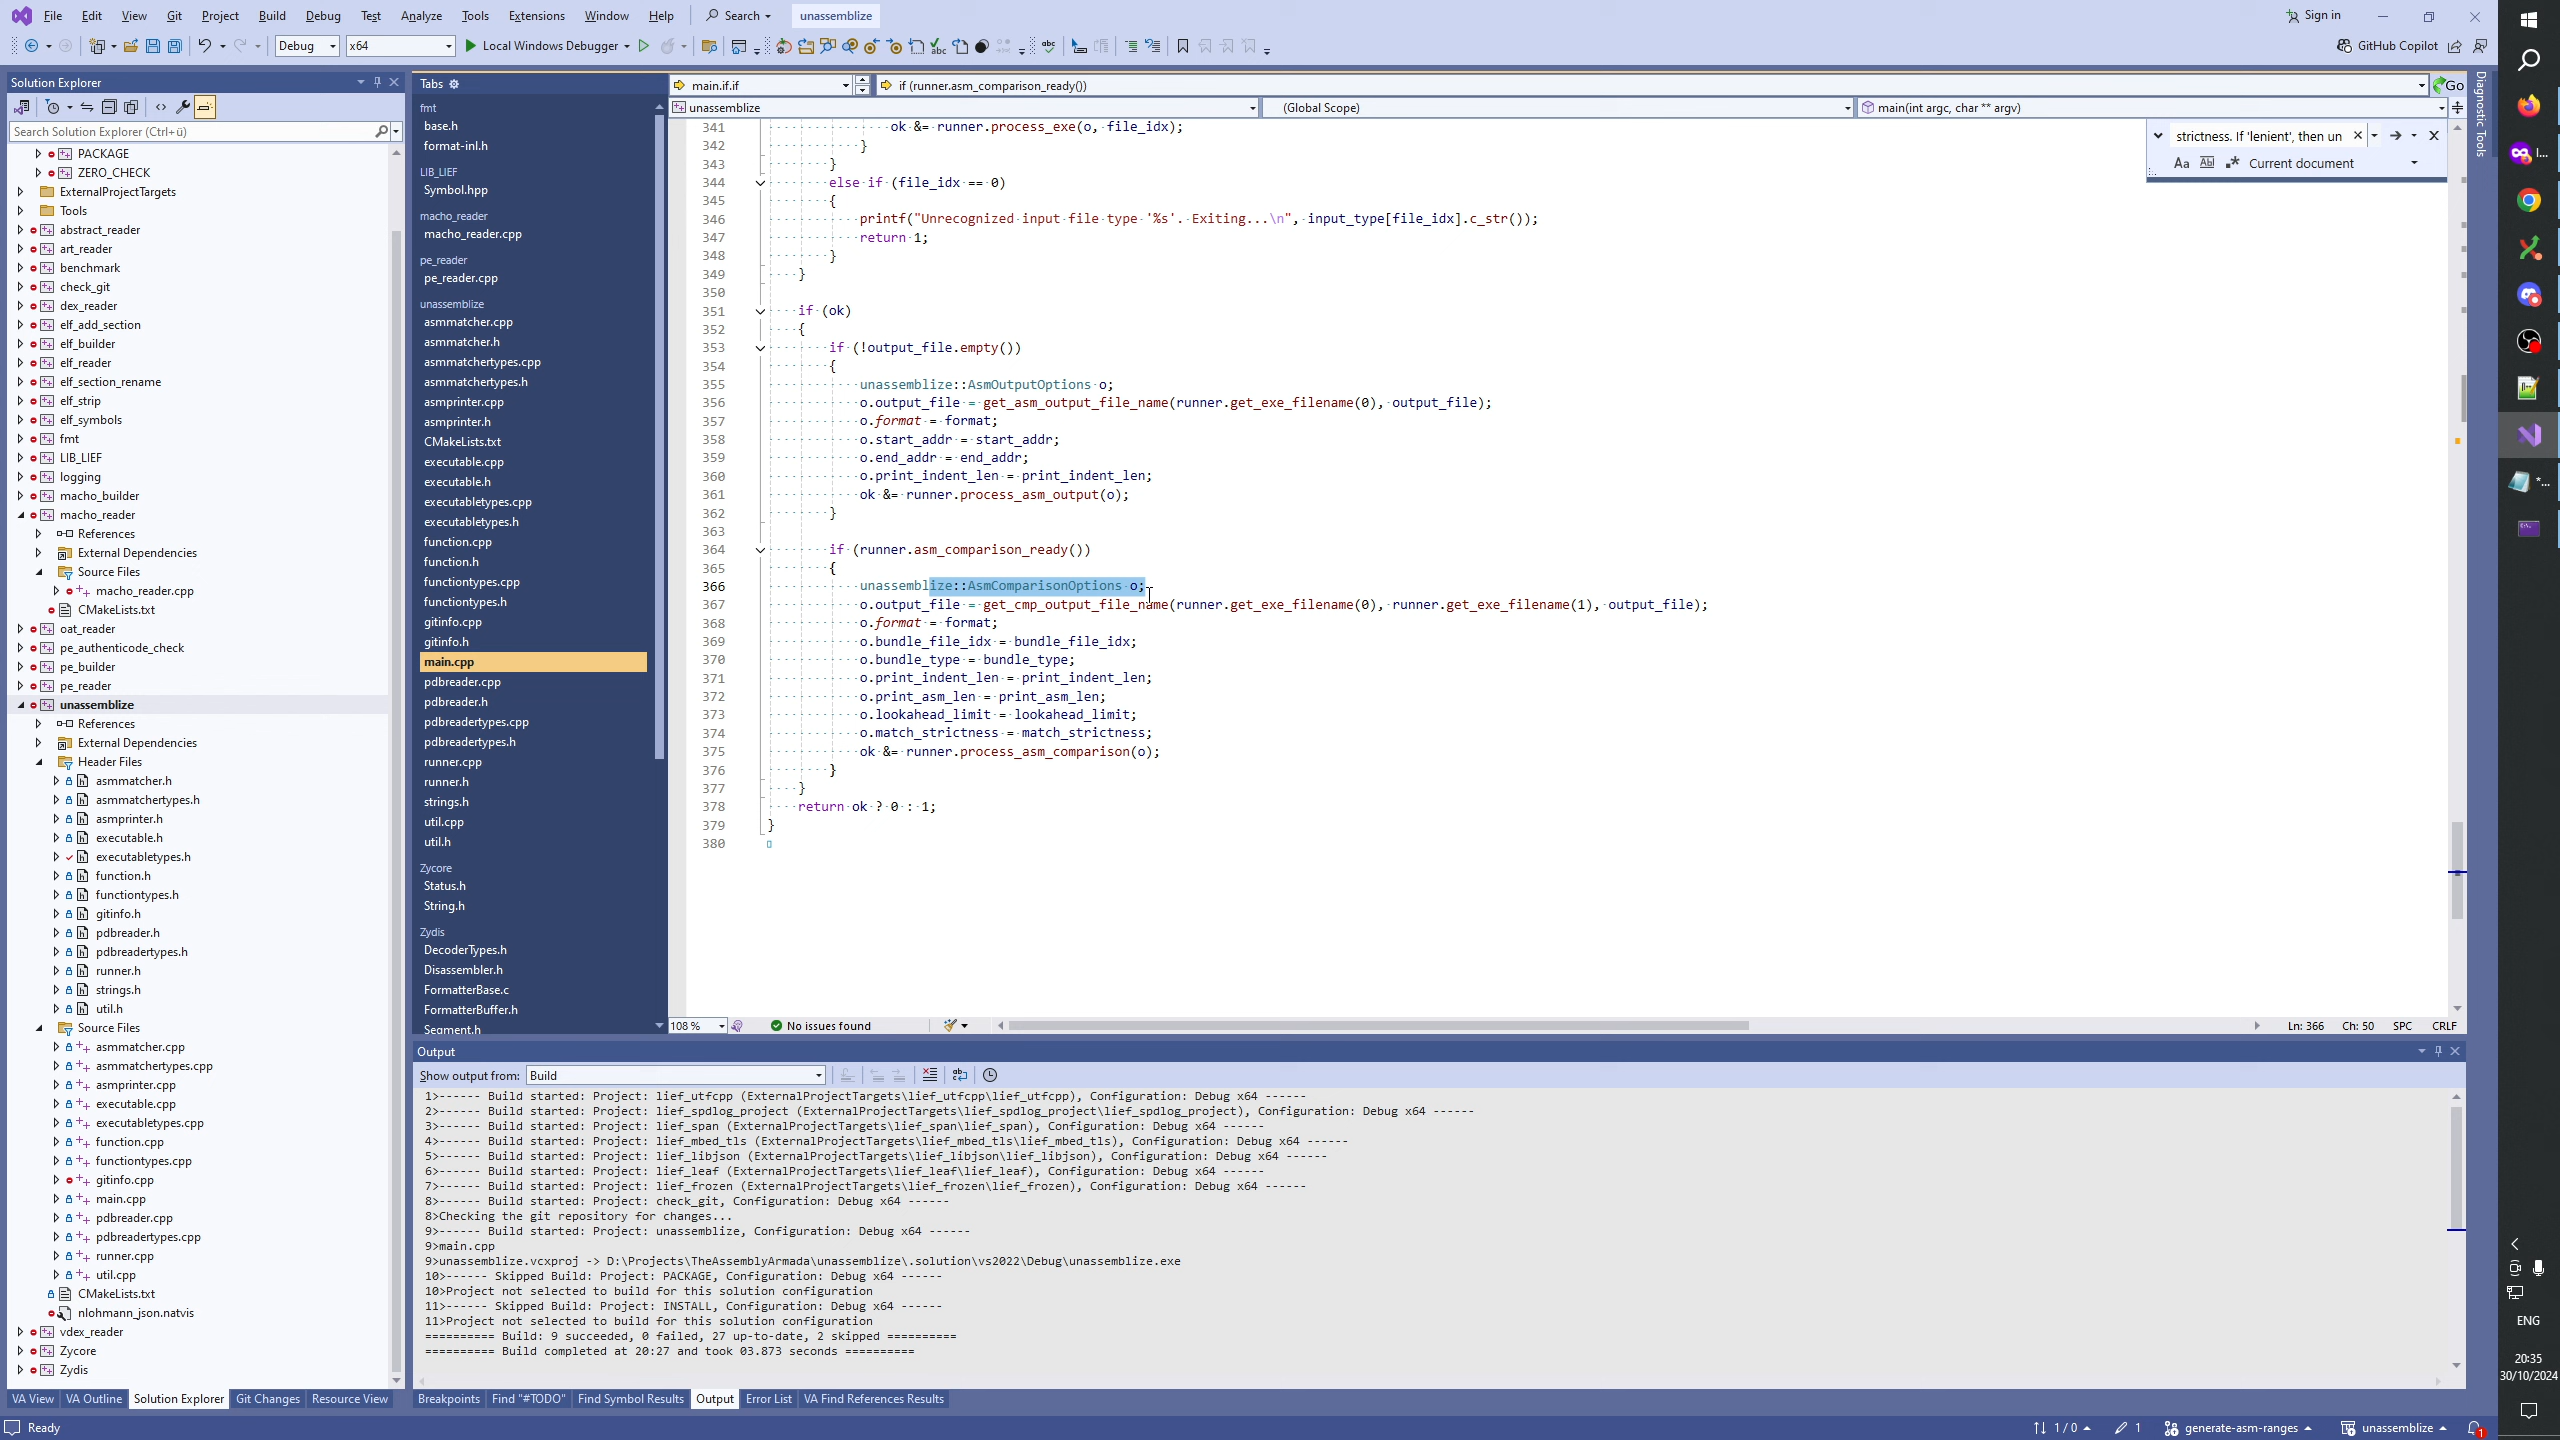 File Edit View Git Project Build Debug Test Analyze Tools Extensions Window Help Search unassemblize Sign in
Debug x64 Local Windows Debugger GitHub Copilot
Solution Explorer
Search Solution Explorer (Ctrl+ü)
PACKAGE
ZERO_CHECK
ExternalProjectTargets
Tools
abstract_reader
art_reader
benchmark
check_git
dex_reader
elf_add_section
elf_builder
elf_reader
elf_section_rename
elf_strip
elf_symbols
fmt
LIB_LIEF
logging
macho_builder
macho_reader
References
External Dependencies
Source Files
macho_reader.cpp
CMakeLists.txt
oat_reader
pe_authenticode_check
pe_builder
pe_reader
unassemblize
References
External Dependencies
Header Files
asmmatcher.h
asmmatchertypes.h
asmprinter.h
executable.h
executabletypes.h
function.h
functiontypes.h
gitinfo.h
pdbreader.h
pdbreadertypes.h
runner.h
strings.h
util.h
Source Files
asmmatcher.cpp
asmmatchertypes.cpp
asmprinter.cpp
executable.cpp
executabletypes.cpp
function.cpp
functiontypes.cpp
gitinfo.cpp
main.cpp
pdbreader.cpp
pdbreadertypes.cpp
runner.cpp
util.cpp
CMakeLists.txt
nlohmann_json.natvis
vdex_reader
Zycore
Zydis
VA View VA Outline Solution Explorer Git Changes Resource View
Tabs
fmt
base.h
format-inl.h
LIB_LIEF
Symbol.hpp
macho_reader
macho_reader.cpp
pe_reader
pe_reader.cpp
unassemblize
asmmatcher.cpp
asmmatcher.h
asmmatchertypes.cpp
asmmatchertypes.h
asmprinter.cpp
asmprinter.h
CMakeLists.txt
executable.cpp
executable.h
executabletypes.cpp
executabletypes.h
function.cpp
function.h
functiontypes.cpp
functiontypes.h
gitinfo.cpp
gitinfo.h
main.cpp
pdbreader.cpp
pdbreader.h
pdbreadertypes.cpp
pdbreadertypes.h
runner.cpp
runner.h
strings.h
util.cpp
util.h
Zycore
Status.h
String.h
Zydis
DecoderTypes.h
Disassembler.h
FormatterBase.c
FormatterBuffer.h
Segment.h
main.if.if if (runner.asm_comparison_ready()) Go
unassemblize (Global Scope) main(int argc, char ** argv)
strictness. If 'lenient', then un
Aa Ab .* Current document
Diagnostic Tools
341 ok &= runner.process_exe(o, file_idx);
342 }
343 }
344 else if (file_idx == 0)
345 {
346 printf("Unrecognized input file type '%s'. Exiting...\n", input_type[file_idx].c_str());
347 return 1;
348 }
349 }
350
351 if (ok)
352 {
353 if (!output_file.empty())
354 {
355 unassemblize::AsmOutputOptions o;
356 o.output_file = get_asm_output_file_name(runner.get_exe_filename(0), output_file);
357 o.format = format;
358 o.start_addr = start_addr;
359 o.end_addr = end_addr;
360 o.print_indent_len = print_indent_len;
361 ok &= runner.process_asm_output(o);
362 }
363
364 if (runner.asm_comparison_ready())
365 {
366 unassemblize::AsmComparisonOptions o;
367 o.output_file = get_cmp_output_file_name(runner.get_exe_filename(0), runner.get_exe_filename(1), output_file);
368 o.format = format;
369 o.bundle_file_idx = bundle_file_idx;
370 o.bundle_type = bundle_type;
371 o.print_indent_len = print_indent_len;
372 o.print_asm_len = print_asm_len;
373 o.lookahead_limit = lookahead_limit;
374 o.match_strictness = match_strictness;
375 ok &= runner.process_asm_comparison(o);
376 }
377 }
378 return ok ? 0 : 1;
379 }
380
108 % No issues found Ln: 366 Ch: 50 SPC CRLF
Output
Show output from: Build
1>------ Build started: Project: lief_utfcpp (ExternalProjectTargets\lief_utfcpp\lief_utfcpp), Configuration: Debug x64 ------
2>------ Build started: Project: lief_spdlog_project (ExternalProjectTargets\lief_spdlog_project\lief_spdlog_project), Configuration: Debug x64 ------
3>------ Build started: Project: lief_span (ExternalProjectTargets\lief_span\lief_span), Configuration: Debug x64 ------
4>------ Build started: Project: lief_mbed_tls (ExternalProjectTargets\lief_mbed_tls\lief_mbed_tls), Configuration: Debug x64 ------
5>------ Build started: Project: lief_libjson (ExternalProjectTargets\lief_libjson\lief_libjson), Configuration: Debug x64 ------
6>------ Build started: Project: lief_leaf (ExternalProjectTargets\lief_leaf\lief_leaf), Configuration: Debug x64 ------
7>------ Build started: Project: lief_frozen (ExternalProjectTargets\lief_frozen\lief_frozen), Configuration: Debug x64 ------
8>------ Build started: Project: check_git, Configuration: Debug x64 ------
8>Checking the git repository for changes...
9>------ Build started: Project: unassemblize, Configuration: Debug x64 ------
9>main.cpp
9>unassemblize.vcxproj -> D:\Projects\TheAssemblyArmada\unassemblize\.solution\vs2022\Debug\unassemblize.exe
10>------ Skipped Build: Project: PACKAGE, Configuration: Debug x64 ------
10>Project not selected to build for this solution configuration
11>------ Skipped Build: Project: INSTALL, Configuration: Debug x64 ------
11>Project not selected to build for this solution configuration
========== Build: 9 succeeded, 0 failed, 27 up-to-date, 2 skipped ==========
========== Build completed at 20:27 and took 03.873 seconds ==========
Breakpoints Find "#TODO" Find Symbol Results Output Error List VA Find References Results
Ready 1 / 0 1 generate-asm-ranges unassemblize 1
ENG
20:35
30/10/2024